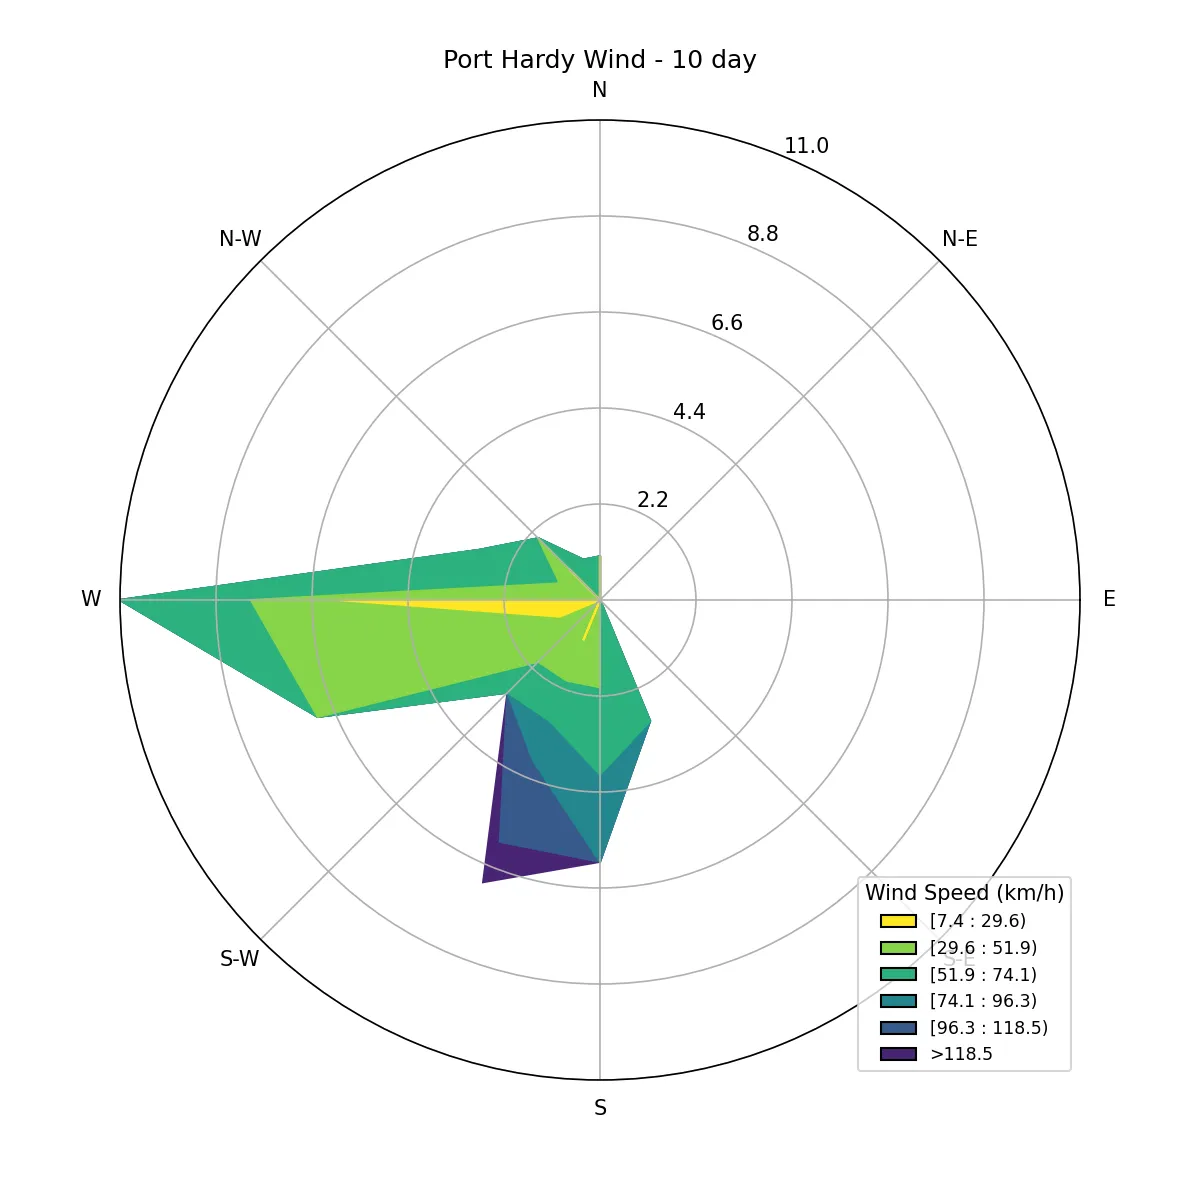 Port Hardy Wind - 10 day
N
11.0
N-W
8.8
N-E
6.6
4.4
2.2
W
E
S-W
S-E
S
Wind Speed (km/h)
[7.4 : 29.6)
[29.6 : 51.9)
[51.9 : 74.1)
[74.1 : 96.3)
[96.3 : 118.5)
>118.5